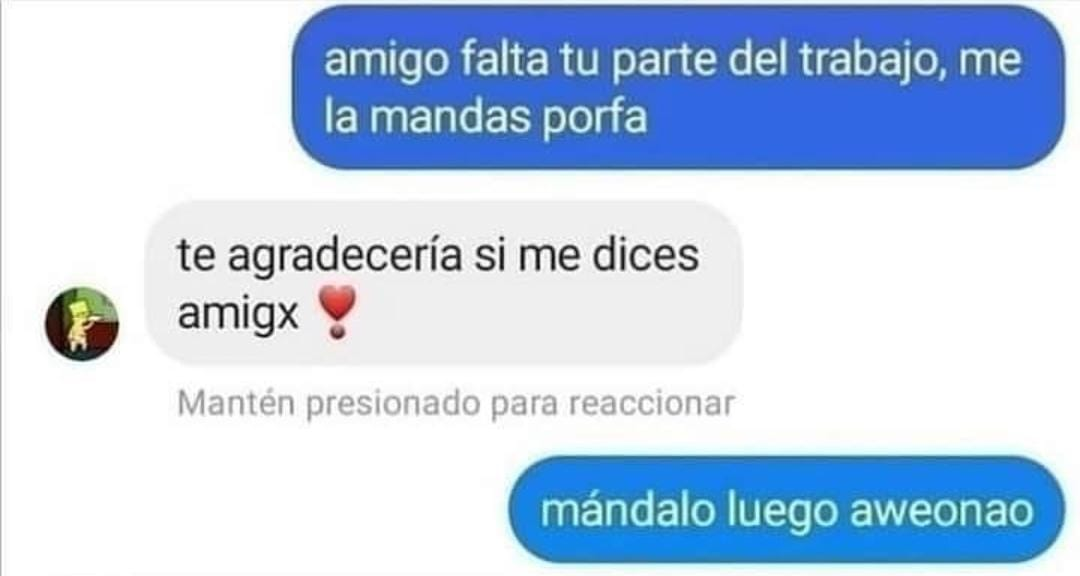 amigo falta tu parte del trabajo, me
la mandas porfa
te agradecería si me dices
amigx ❣️
Mantén presionado para reaccionar
mándalo luego aweonao